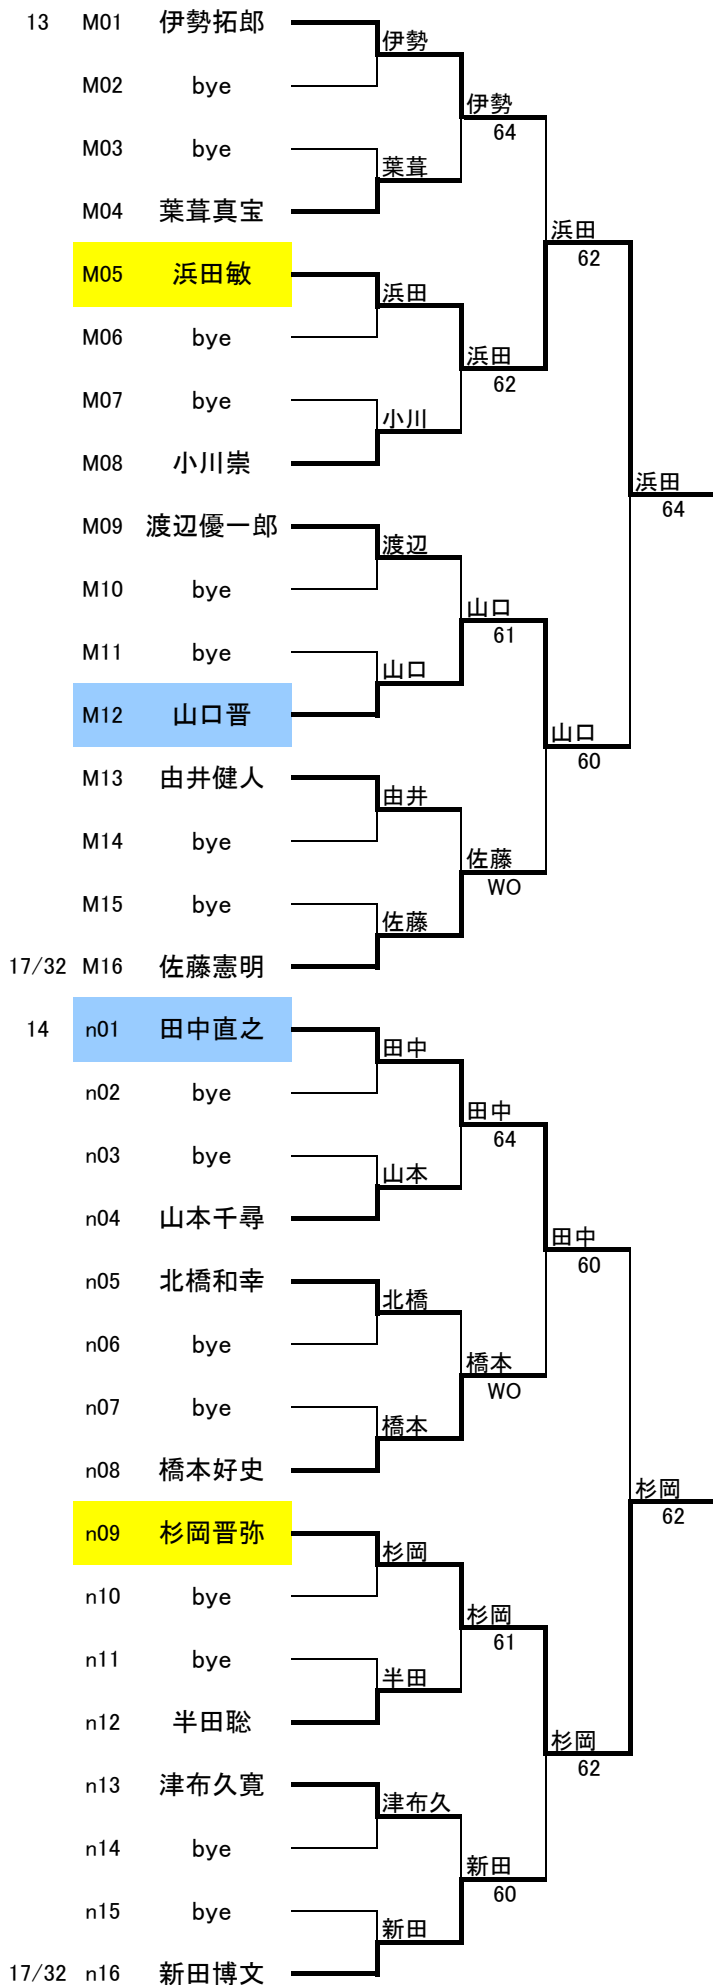 13 M01 伊勢拓郎
伊勢
M02 bye
伊勢
64
M03 bye
葉葺
M04 葉葺真宝
浜田
62
M05 浜田敏
浜田
M06 bye
浜田
62
M07 bye
小川
M08 小川崇
浜田
64
M09 渡辺優一郎
渡辺
M10 bye
山口
61
M11 bye
山口
M12 山口晋
山口
60
M13 由井健人
由井
M14 bye
佐藤
WO
M15 bye
佐藤
17/32 M16 佐藤憲明
14 n01 田中直之
田中
n02 bye
田中
64
n03 bye
山本
n04 山本千尋
田中
60
n05 北橋和幸
北橋
n06 bye
橋本
WO
n07 bye
橋本
n08 橋本好史
杉岡
62
n09 杉岡晋弥
杉岡
n10 bye
杉岡
61
n11 bye
半田
n12 半田聡
杉岡
62
n13 津布久寛
津布久
n14 bye
新田
60
n15 bye
新田
17/32 n16 新田博文